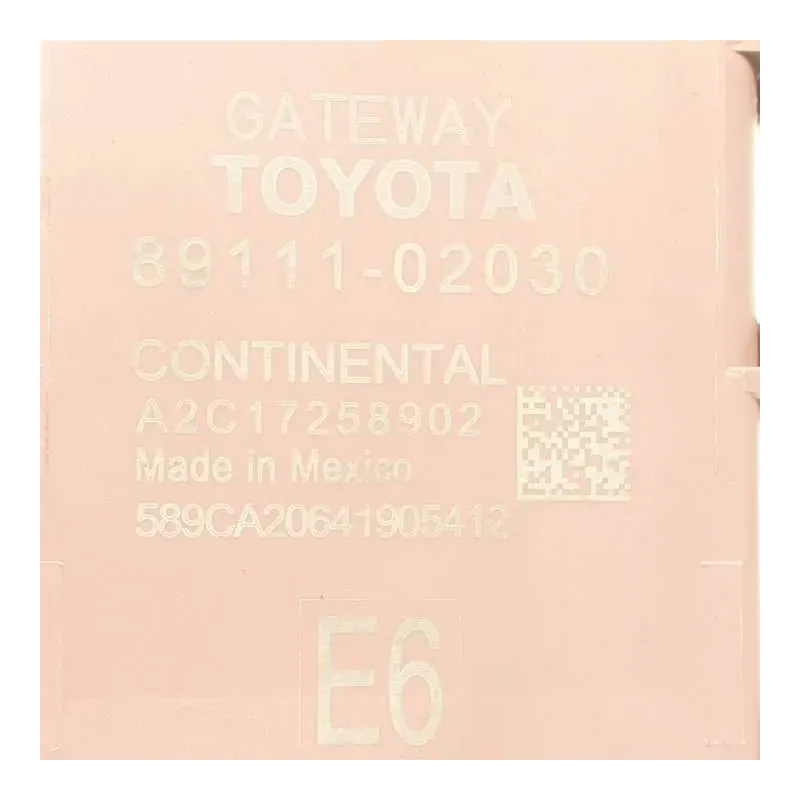 GATEWAY
TOYOTA
89111-02030
CONTINENTAL
A2C17258902
Made in Mexico
589CA20641905412
E6